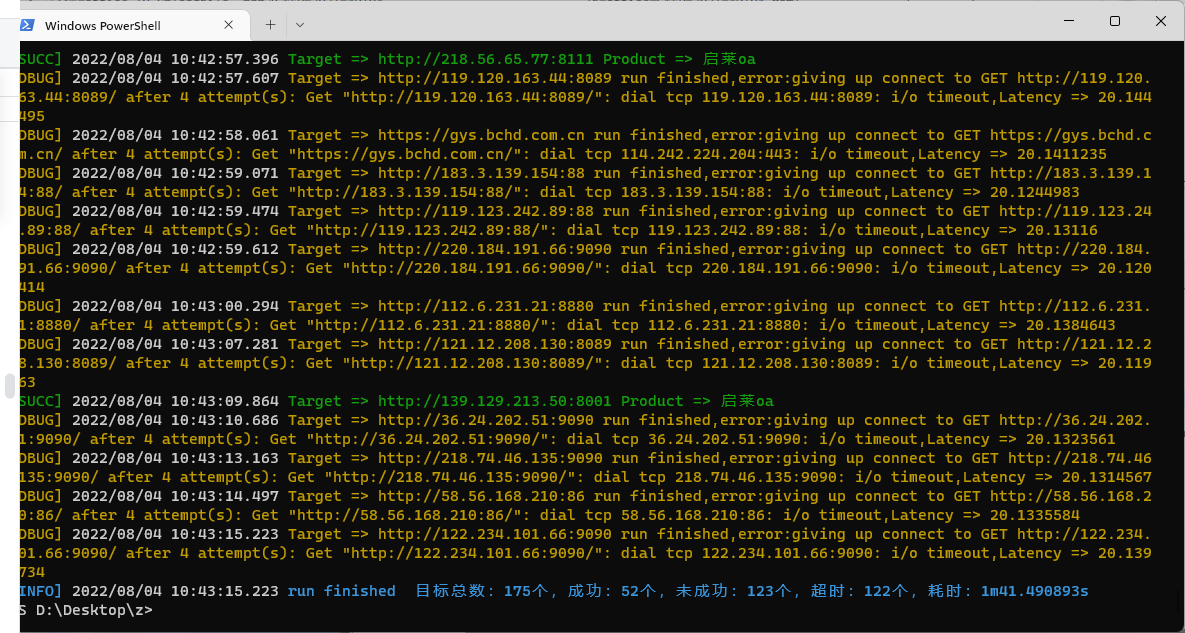 Windows PowerShell
SUCC] 2022/08/04 10:42:57.396 Target => http://218.56.65.77:8111 Product => 启莱oa
DBUG] 2022/08/04 10:42:57.607 Target => http://119.120.163.44:8089 run finished,error:giving up connect to GET http://119.120.
63.44:8089/ after 4 attempt(s): Get "http://119.120.163.44:8089/": dial tcp 119.120.163.44:8089: i/o timeout,Latency => 20.144
495
DBUG] 2022/08/04 10:42:58.061 Target => https://gys.bchd.com.cn run finished,error:giving up connect to GET https://gys.bchd.c
m.cn/ after 4 attempt(s): Get "https://gys.bchd.com.cn/": dial tcp 114.242.224.204:443: i/o timeout,Latency => 20.1411235
DBUG] 2022/08/04 10:42:59.071 Target => http://183.3.139.154:88 run finished,error:giving up connect to GET http://183.3.139.1
4:88/ after 4 attempt(s): Get "http://183.3.139.154:88/": dial tcp 183.3.139.154:88: i/o timeout,Latency => 20.1244983
DBUG] 2022/08/04 10:42:59.474 Target => http://119.123.242.89:88 run finished,error:giving up connect to GET http://119.123.24
.89:88/ after 4 attempt(s): Get "http://119.123.242.89:88/": dial tcp 119.123.242.89:88: i/o timeout,Latency => 20.13116
DBUG] 2022/08/04 10:42:59.612 Target => http://220.184.191.66:9090 run finished,error:giving up connect to GET http://220.184.
91.66:9090/ after 4 attempt(s): Get "http://220.184.191.66:9090/": dial tcp 220.184.191.66:9090: i/o timeout,Latency => 20.120
414
DBUG] 2022/08/04 10:43:00.294 Target => http://112.6.231.21:8880 run finished,error:giving up connect to GET http://112.6.231.
1:8880/ after 4 attempt(s): Get "http://112.6.231.21:8880/": dial tcp 112.6.231.21:8880: i/o timeout,Latency => 20.1384643
DBUG] 2022/08/04 10:43:07.281 Target => http://121.12.208.130:8089 run finished,error:giving up connect to GET http://121.12.2
8.130:8089/ after 4 attempt(s): Get "http://121.12.208.130:8089/": dial tcp 121.12.208.130:8089: i/o timeout,Latency => 20.119
63
SUCC] 2022/08/04 10:43:09.864 Target => http://139.129.213.50:8001 Product => 启莱oa
DBUG] 2022/08/04 10:43:10.686 Target => http://36.24.202.51:9090 run finished,error:giving up connect to GET http://36.24.202.
1:9090/ after 4 attempt(s): Get "http://36.24.202.51:9090/": dial tcp 36.24.202.51:9090: i/o timeout,Latency => 20.1323561
DBUG] 2022/08/04 10:43:13.163 Target => http://218.74.46.135:9090 run finished,error:giving up connect to GET http://218.74.46
135:9090/ after 4 attempt(s): Get "http://218.74.46.135:9090/": dial tcp 218.74.46.135:9090: i/o timeout,Latency => 20.1314567
DBUG] 2022/08/04 10:43:14.497 Target => http://58.56.168.210:86 run finished,error:giving up connect to GET http://58.56.168.2
0:86/ after 4 attempt(s): Get "http://58.56.168.210:86/": dial tcp 58.56.168.210:86: i/o timeout,Latency => 20.1335584
DBUG] 2022/08/04 10:43:15.223 Target => http://122.234.101.66:9090 run finished,error:giving up connect to GET http://122.234.
01.66:9090/ after 4 attempt(s): Get "http://122.234.101.66:9090/": dial tcp 122.234.101.66:9090: i/o timeout,Latency => 20.139
734
INFO] 2022/08/04 10:43:15.223 run finished 目标总数: 175个, 成功: 52个, 未成功: 123个, 超时: 122个, 耗时: 1m41.490893s
S D:\Desktop\z>